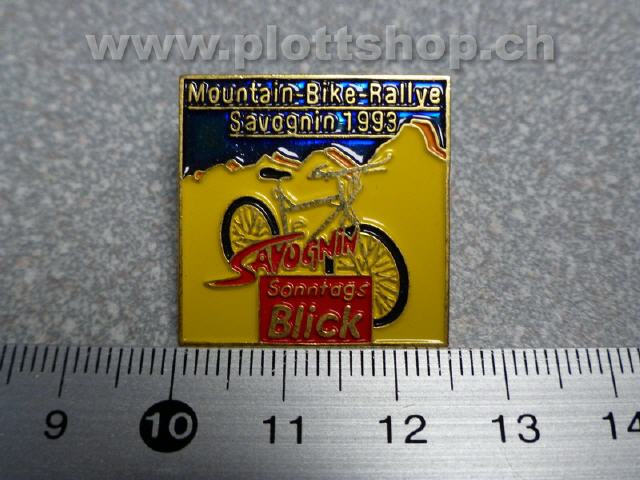 www.plottshop.ch
Mountain-Bike-Rallye
Savognin 1993
SAVOGNIN
Sonntags
Blick
9 10 11 12 13 14